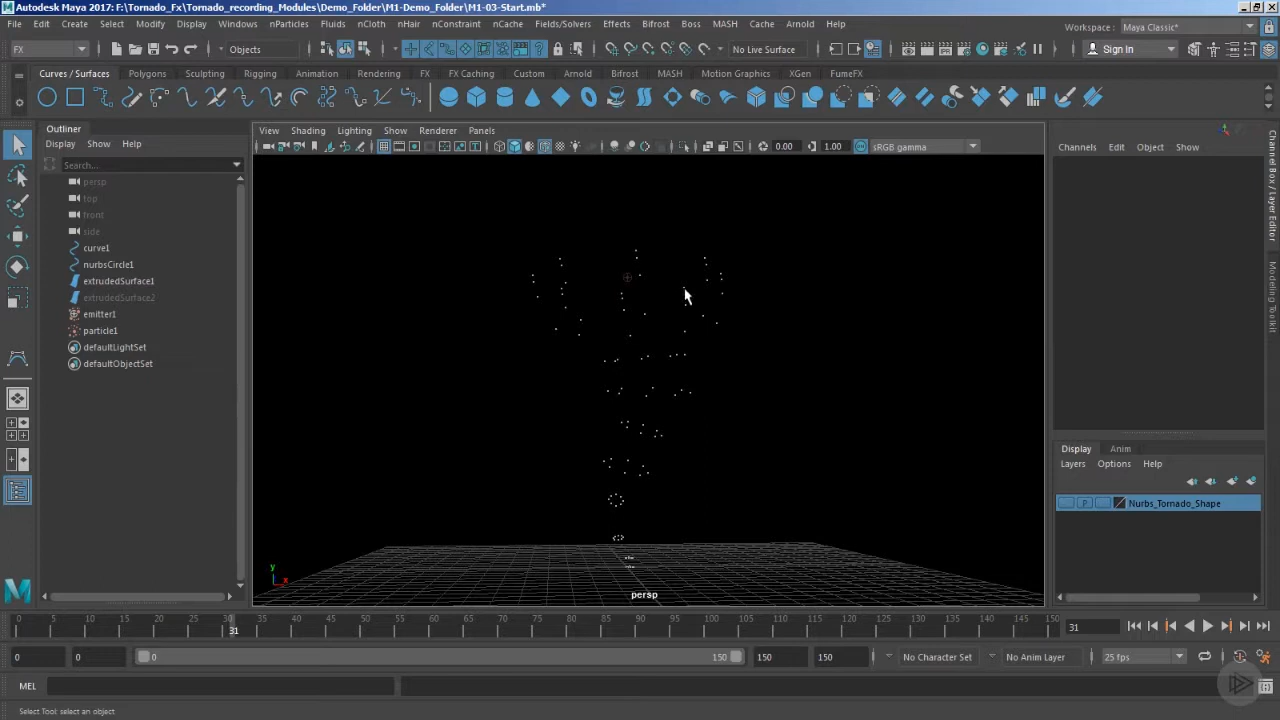 Autodesk Maya 2017: F:\Tornado_Fx\Tornado_recording_Modules\Demo_Folder\M1-Demo_Folder\M1-03-Start.mb*
File Edit Create Select Modify Display Windows nParticles Fluids nCloth nHair nConstraint nCache Fields/Solvers Effects Bifrost Boss MASH Cache Arnold Help Workspace : Maya Classic*
FX Objects No Live Surface Sign In
Curves / Surfaces Polygons Sculpting Rigging Animation Rendering FX FX Caching Custom Arnold Bifrost MASH Motion Graphics XGen FumeFX
Outliner
Display Show Help
Search...
persp
top
front
side
curve1
nurbsCircle1
extrudedSurface1
extrudedSurface2
emitter1
particle1
defaultLightSet
defaultObjectSet
View Shading Lighting Show Renderer Panels
0.00 1.00 sRGB gamma
y
x
persp
Channels Edit Object Show
Channel Box / Layer Editor
Modeling Toolkit
Display Anim
Layers Options Help
P Nurbs_Tornado_Shape
0 5 10 15 20 25 30 35 40 45 50 55 60 65 70 75 80 85 90 95 100 105 110 115 120 125 130 135 140 145 150
31 31
0 0 0 150 150 150 No Character Set No Anim Layer 25 fps
MEL
Select Tool: select an object